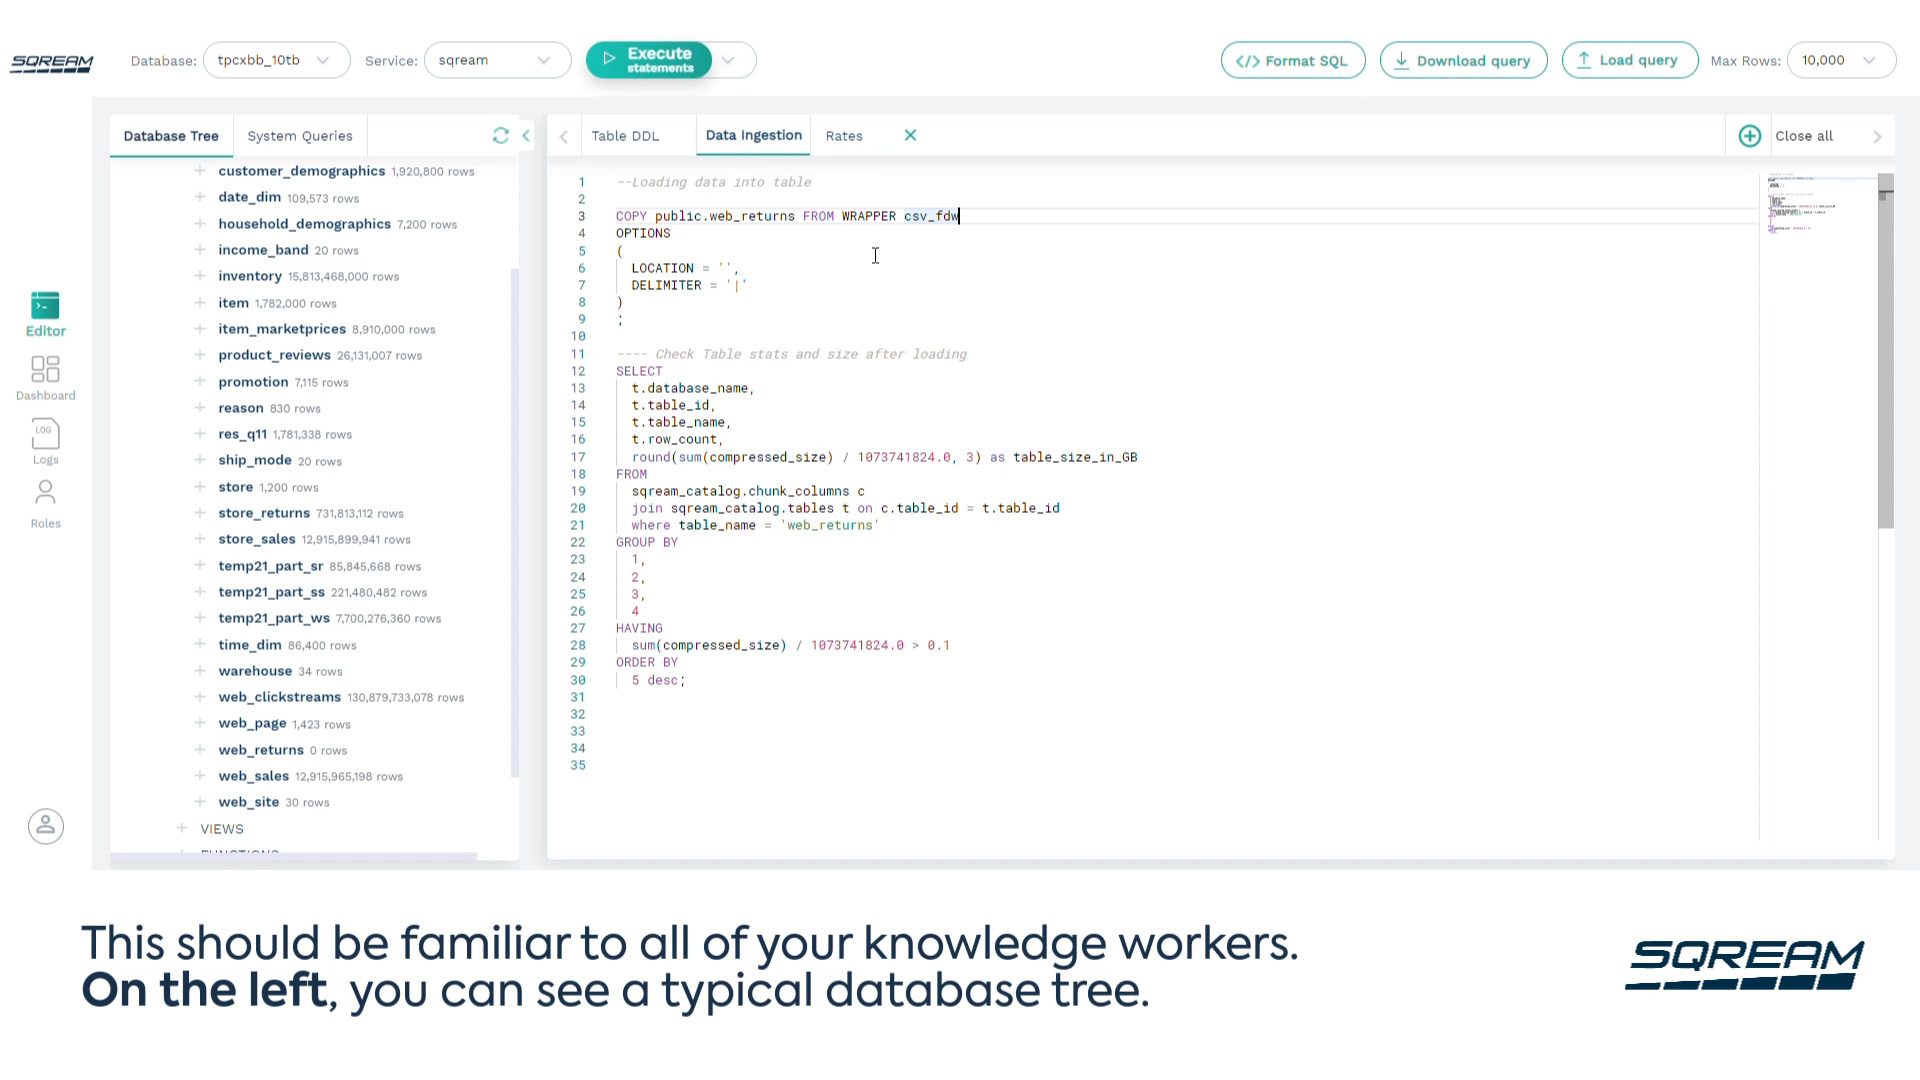 SQREAM
Database: tpcxbb_10tb
Service: sqream
Execute
statements
</> Format SQL
Download query
Load query
Max Rows: 10,000
Editor
Dashboard
LOG
Logs
Roles
Database Tree
System Queries
customer_demographics 1,920,800 rows
date_dim 109,573 rows
household_demographics 7,200 rows
income_band 20 rows
inventory 15,813,468,000 rows
item 1,782,000 rows
item_marketprices 8,910,000 rows
product_reviews 26,131,007 rows
promotion 7,115 rows
reason 830 rows
res_q11 1,781,338 rows
ship_mode 20 rows
store 1,200 rows
store_returns 731,813,112 rows
store_sales 12,915,899,941 rows
temp21_part_sr 85,845,668 rows
temp21_part_ss 221,480,482 rows
temp21_part_ws 7,700,276,360 rows
time_dim 86,400 rows
warehouse 34 rows
web_clickstreams 130,879,733,078 rows
web_page 1,423 rows
web_returns 0 rows
web_sales 12,915,965,198 rows
web_site 30 rows
VIEWS
FUNCTIONS
Table DDL
Data Ingestion
Rates
Close all
1 --Loading data into table
2
3 COPY public.web_returns FROM WRAPPER csv_fdw
4 OPTIONS
5 (
6 LOCATION = '',
7 DELIMITER = '|'
8 )
9 ;
10
11 ---- Check Table stats and size after loading
12 SELECT
13 t.database_name,
14 t.table_id,
15 t.table_name,
16 t.row_count,
17 round(sum(compressed_size) / 1073741824.0, 3) as table_size_in_GB
18 FROM
19 sqream_catalog.chunk_columns c
20 join sqream_catalog.tables t on c.table_id = t.table_id
21 where table_name = 'web_returns'
22 GROUP BY
23 1,
24 2,
25 3,
26 4
27 HAVING
28 sum(compressed_size) / 1073741824.0 > 0.1
29 ORDER BY
30 5 desc;
31
32
33
34
35
This should be familiar to all of your knowledge workers.
On the left, you can see a typical database tree.
SQREAM